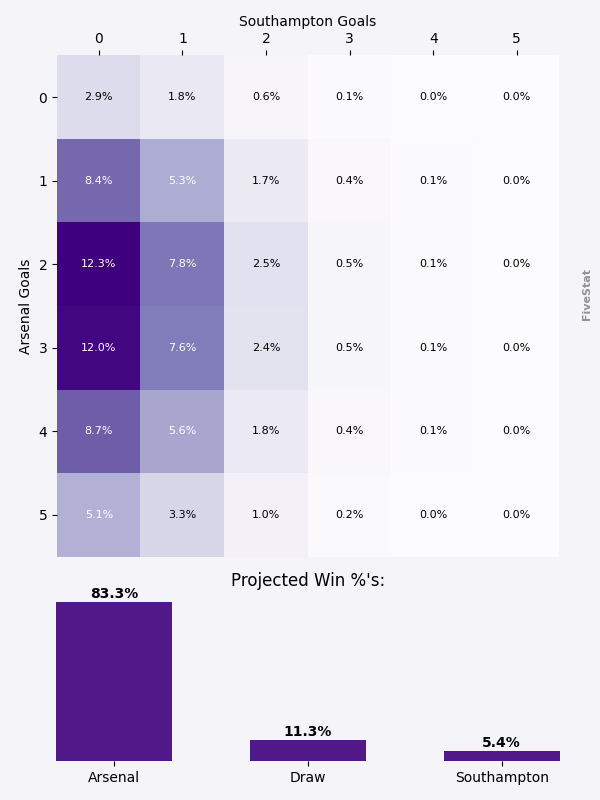 Southampton Goals
0 1 2 3 4 5
0 2.9% 1.8% 0.6% 0.1% 0.0% 0.0%
1 8.4% 5.3% 1.7% 0.4% 0.1% 0.0%
2 12.3% 7.8% 2.5% 0.5% 0.1% 0.0%
3 12.0% 7.6% 2.4% 0.5% 0.1% 0.0%
4 8.7% 5.6% 1.8% 0.4% 0.1% 0.0%
5 5.1% 3.3% 1.0% 0.2% 0.0% 0.0%
Arsenal Goals
FiveStat
Projected Win %'s:
83.3% 11.3% 5.4%
Arsenal Draw Southampton